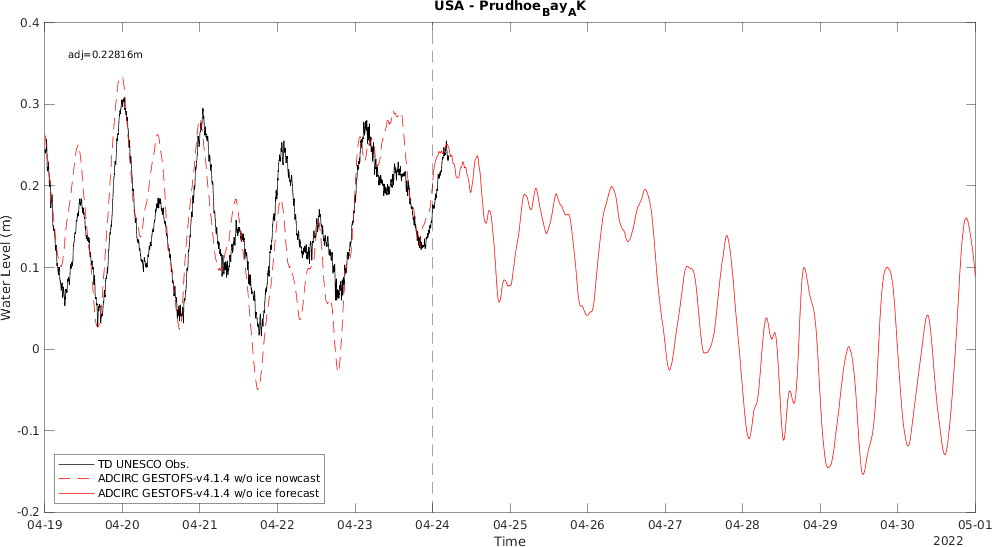 USA - PrudhoeBayAK
adj=0.22816m
0.4
0.3
0.2
0.1
0
-0.1
-0.2
Water Level (m)
TD UNESCO Obs.
ADCIRC GESTOFS-v4.1.4 w/o ice nowcast
ADCIRC GESTOFS-v4.1.4 w/o ice forecast
04-19 04-20 04-21 04-22 04-23 04-24 04-25 04-26 04-27 04-28 04-29 04-30 05-01
Time
2022